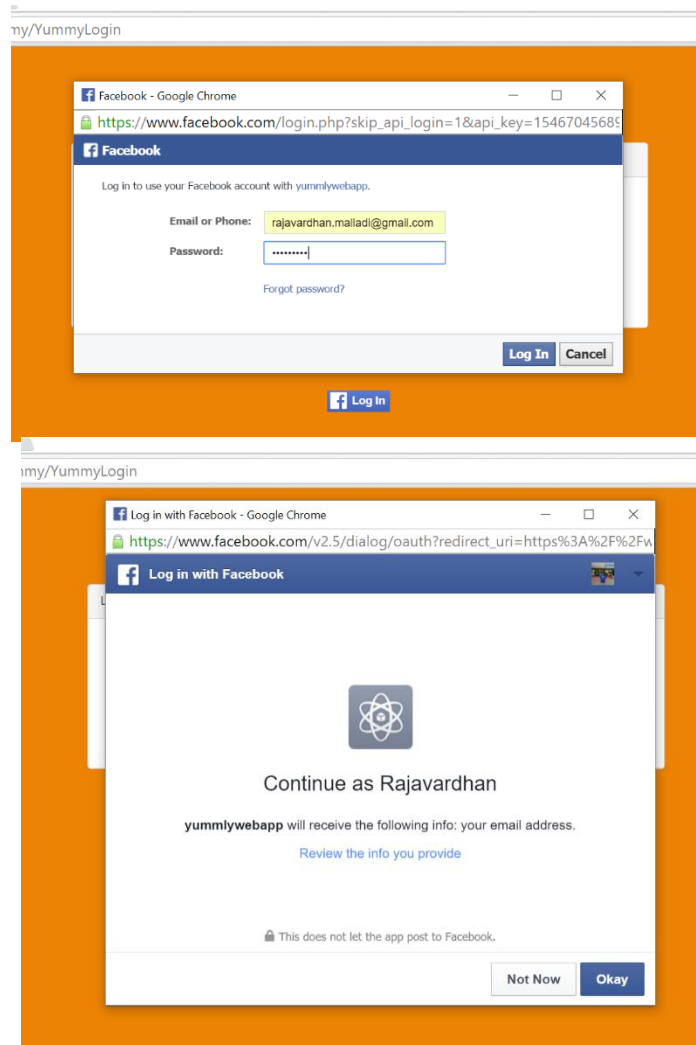 my/YummyLogin
Facebook - Google Chrome
https://www.facebook.com/login.php?skip_api_login=1&api_key=15467045689
Facebook
Log in to use your Facebook account with yummlywebapp.
Email or Phone: rajavardhan.malladi@gmail.com
Password: •••••••••
Forgot password?
Log In Cancel
Log In
my/YummyLogin
Log in with Facebook - Google Chrome
https://www.facebook.com/v2.5/dialog/oauth?redirect_uri=https%3A%2F%2Fw
Log in with Facebook
L
Continue as Rajavardhan
yummlywebapp will receive the following info: your email address.
Review the info you provide
This does not let the app post to Facebook.
Not Now Okay